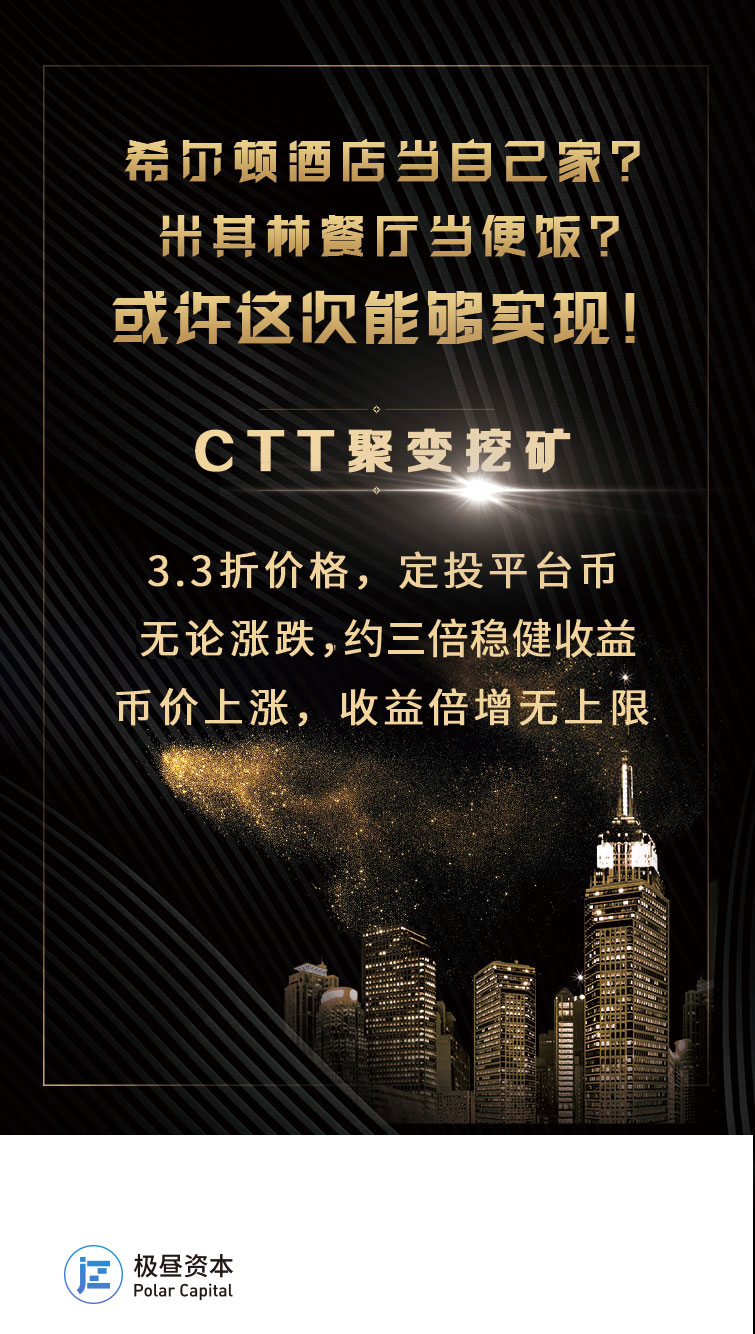 希尔顿酒店当自己家？
米其林餐厅当便饭？
或许这次能够实现！
CTT聚变挖矿
3.3折价格，定投平台币
无论涨跌，约三倍稳健收益
币价上涨，收益倍增无上限
极昼资本
Polar Capital